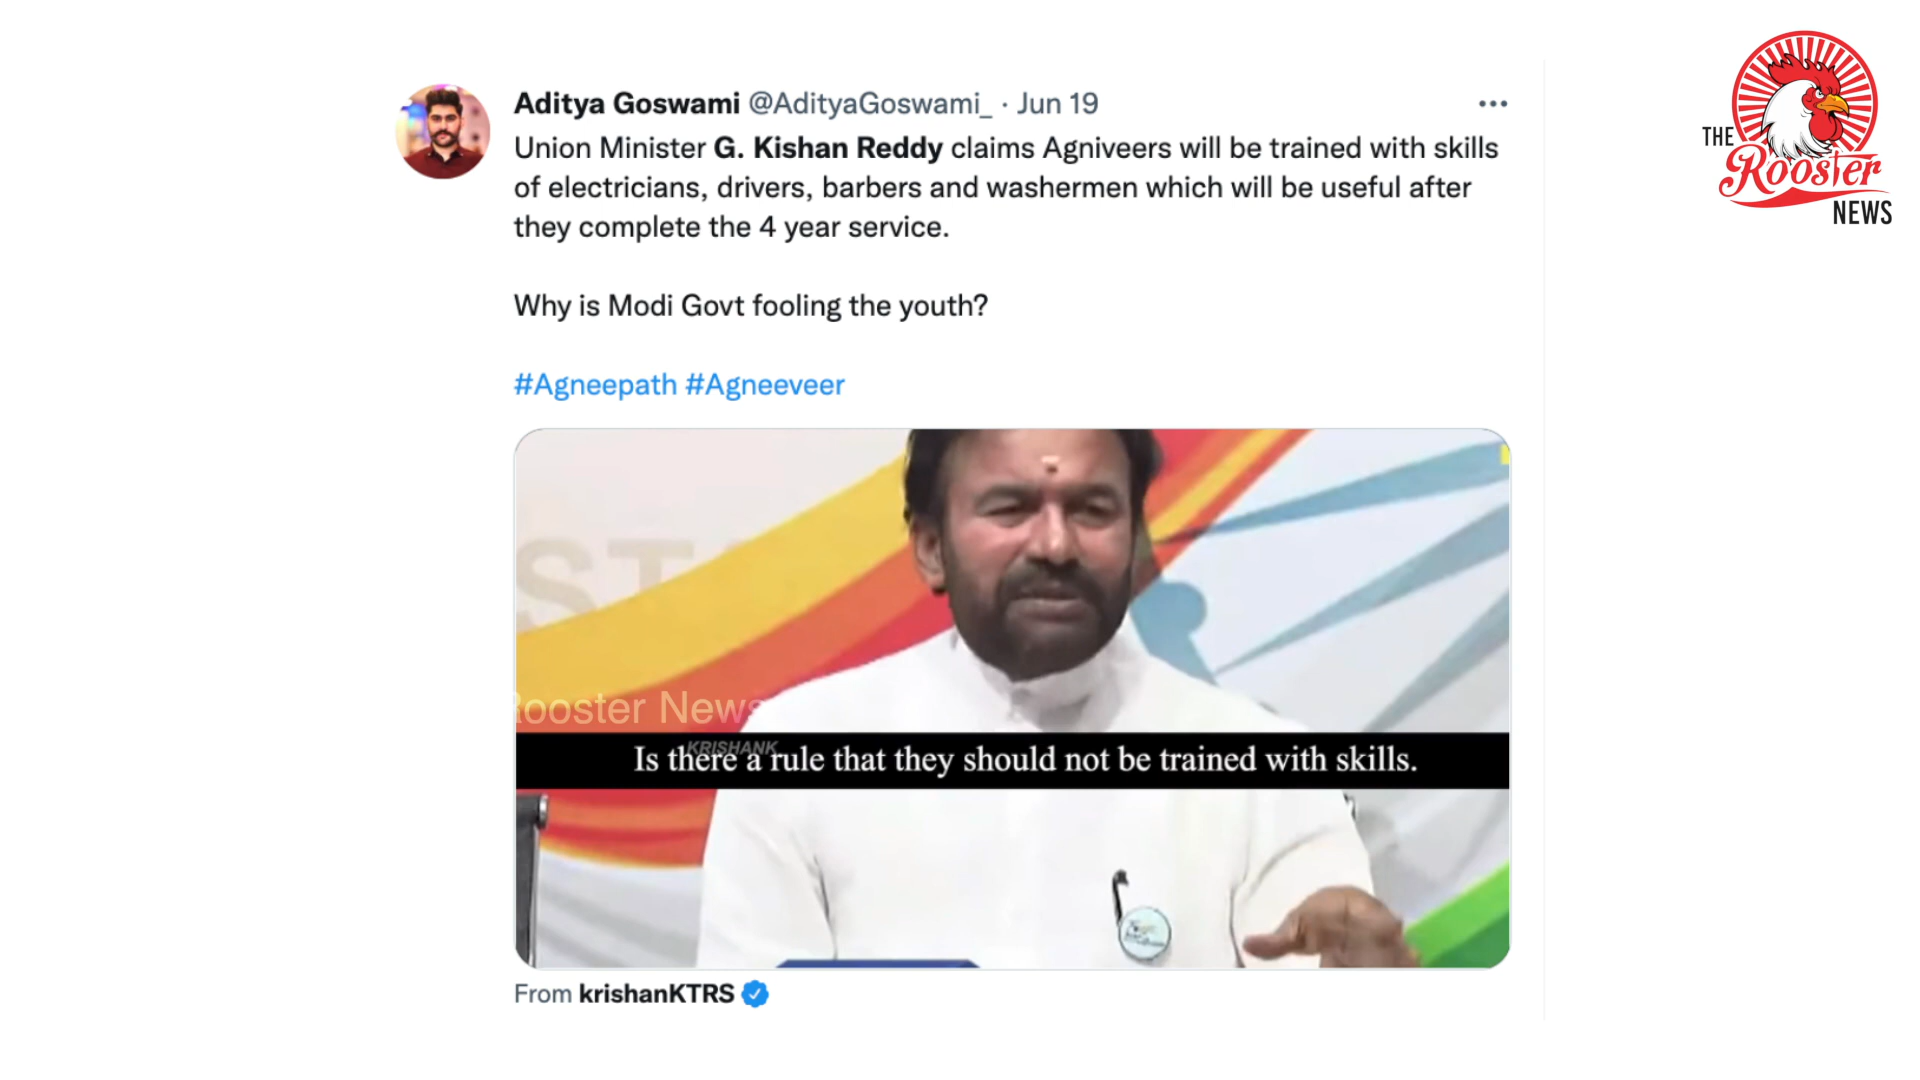 Aditya Goswami @AdityaGoswami_ · Jun 19
Union Minister G. Kishan Reddy claims Agniveers will be trained with skills
of electricians, drivers, barbers and washermen which will be useful after
they complete the 4 year service.
Why is Modi Govt fooling the youth?
#Agneepath #Agneeveer
THE
Rooster
NEWS
ST
Rooster News
KRISHANK
Is there a rule that they should not be trained with skills.
From krishanKTRS